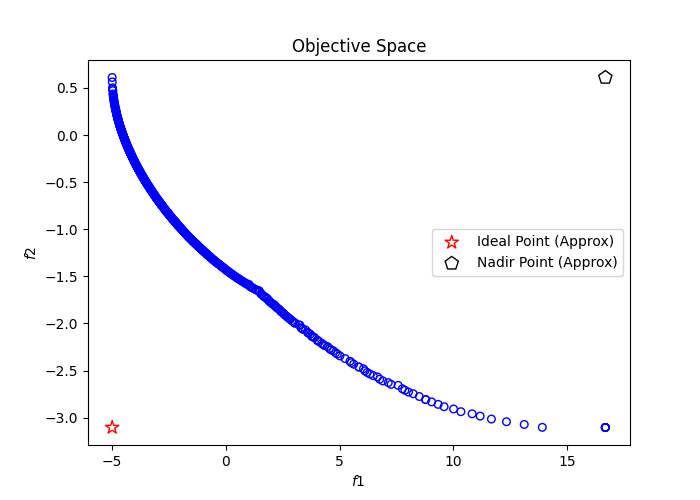 Objective Space
0.5
0.0
−0.5
−1.0
−1.5
−2.0
−2.5
−3.0
f2
Ideal Point (Approx)
Nadir Point (Approx)
−5
0
5
10
15
f1